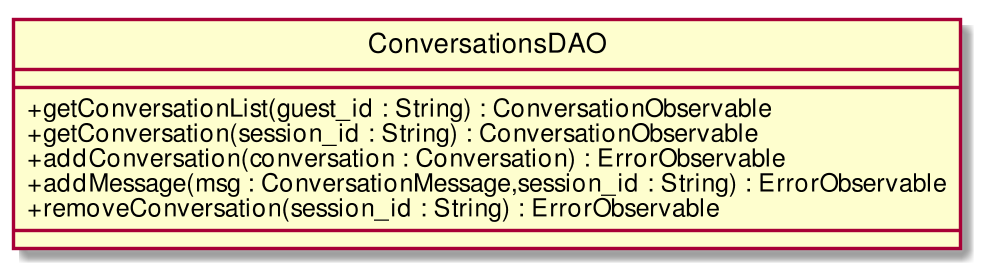 ConversationsDAO
+getConversationList(guest_id : String) : ConversationObservable
+getConversation(session_id : String) : ConversationObservable
+addConversation(conversation : Conversation) : ErrorObservable
+addMessage(msg : ConversationMessage,session_id : String) : ErrorObservable
+removeConversation(session_id : String) : ErrorObservable